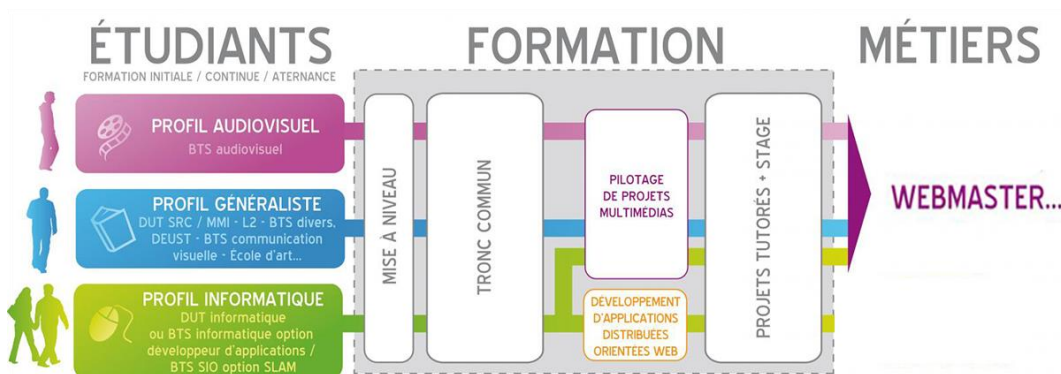 ÉTUDIANTS
FORMATION INITIALE / CONTINUE / ATERNANCE
PROFIL AUDIOVISUEL
BTS audiovisuel
PROFIL GÉNÉRALISTE
DUT SRC / MMI - L2 - BTS divers,
DEUST - BTS communication
visuelle - École d'art...
PROFIL INFORMATIQUE
DUT informatique
ou BTS informatique option
développeur d'applications /
BTS SIO option SLAM
FORMATION
MISE À NIVEAU
TRONC COMMUN
PILOTAGE
DE PROJETS
MULTIMÉDIAS
DÉVELOPPEMENT
D'APPLICATIONS
DISTRIBUÉES
ORIENTÉES WEB
PROJETS TUTORÉS + STAGE
MÉTIERS
WEBMASTER...